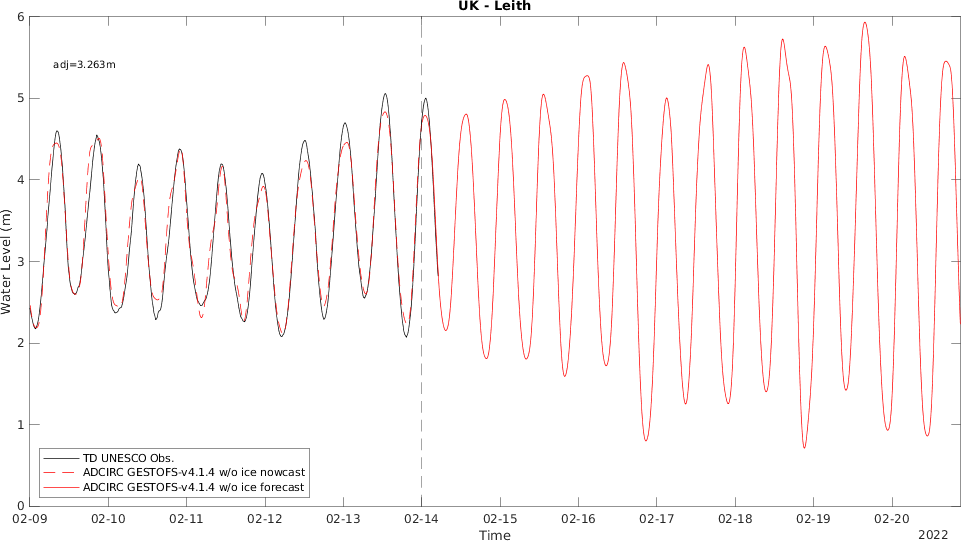 UK - Leith
6
adj=3.263m
5
4
3
2
1
0
Water Level (m)
TD UNESCO Obs.
ADCIRC GESTOFS-v4.1.4 w/o ice nowcast
ADCIRC GESTOFS-v4.1.4 w/o ice forecast
02-09 02-10 02-11 02-12 02-13 02-14 02-15 02-16 02-17 02-18 02-19 02-20
Time
2022